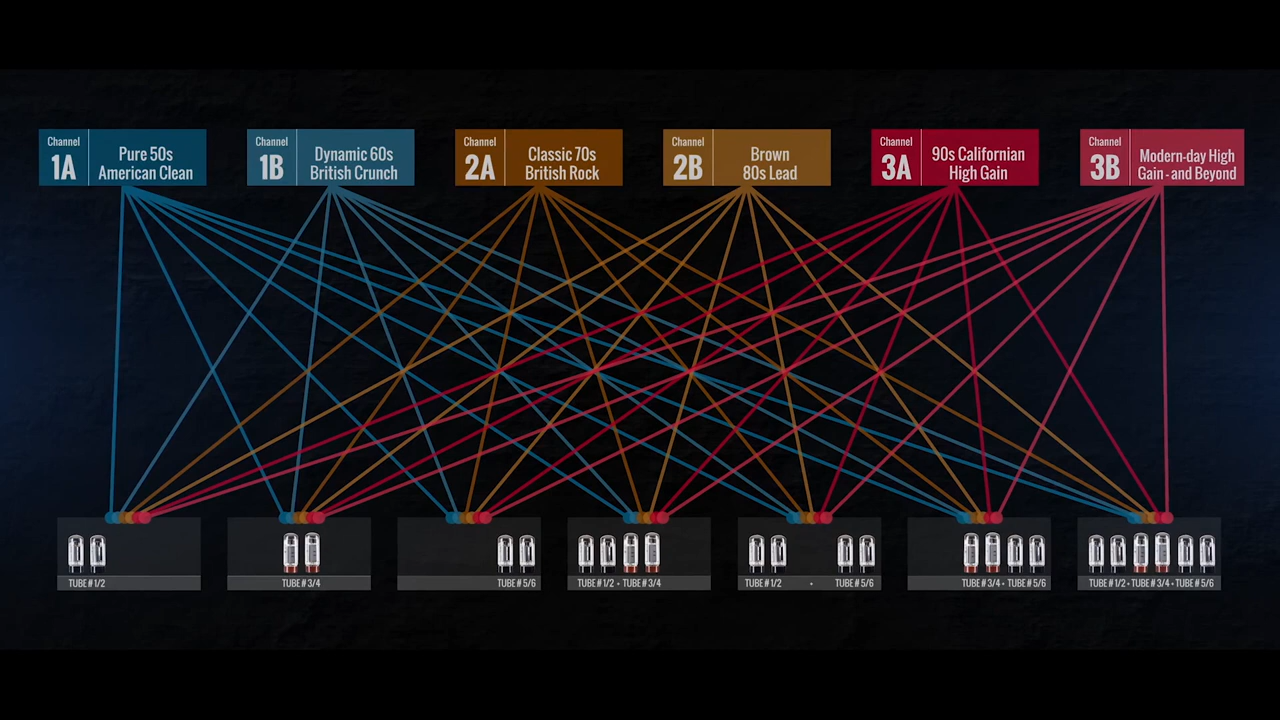 Channel
1A
Pure 50s
American Clean
Channel
1B
Dynamic 60s
British Crunch
Channel
2A
Classic 70s
British Rock
Channel
2B
Brown
80s Lead
Channel
3A
90s Californian
High Gain
Channel
3B
Modern-day High
Gain - and Beyond
TUBE # 1/2
TUBE # 3/4
TUBE # 5/6
TUBE # 1/2 + TUBE # 3/4
TUBE # 1/2 + TUBE # 5/6
TUBE # 3/4 + TUBE # 5/6
TUBE # 1/2 + TUBE # 3/4 + TUBE # 5/6